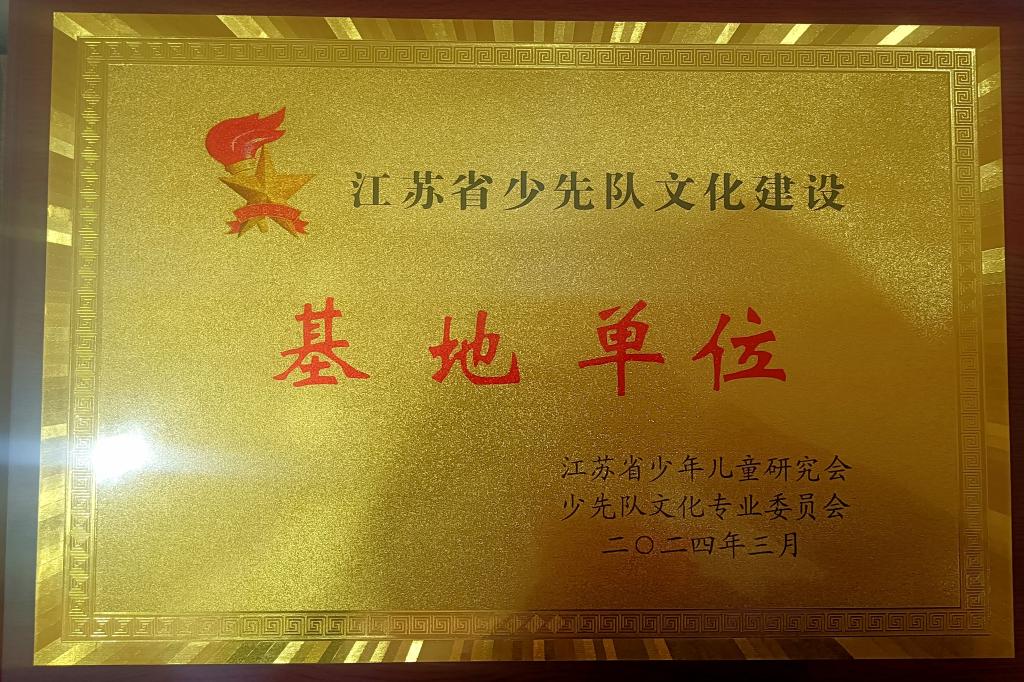 江苏省少先队文化建设
基地单位
江苏省少年儿童研究会
少先队文化专业委员会
二〇二四年三月